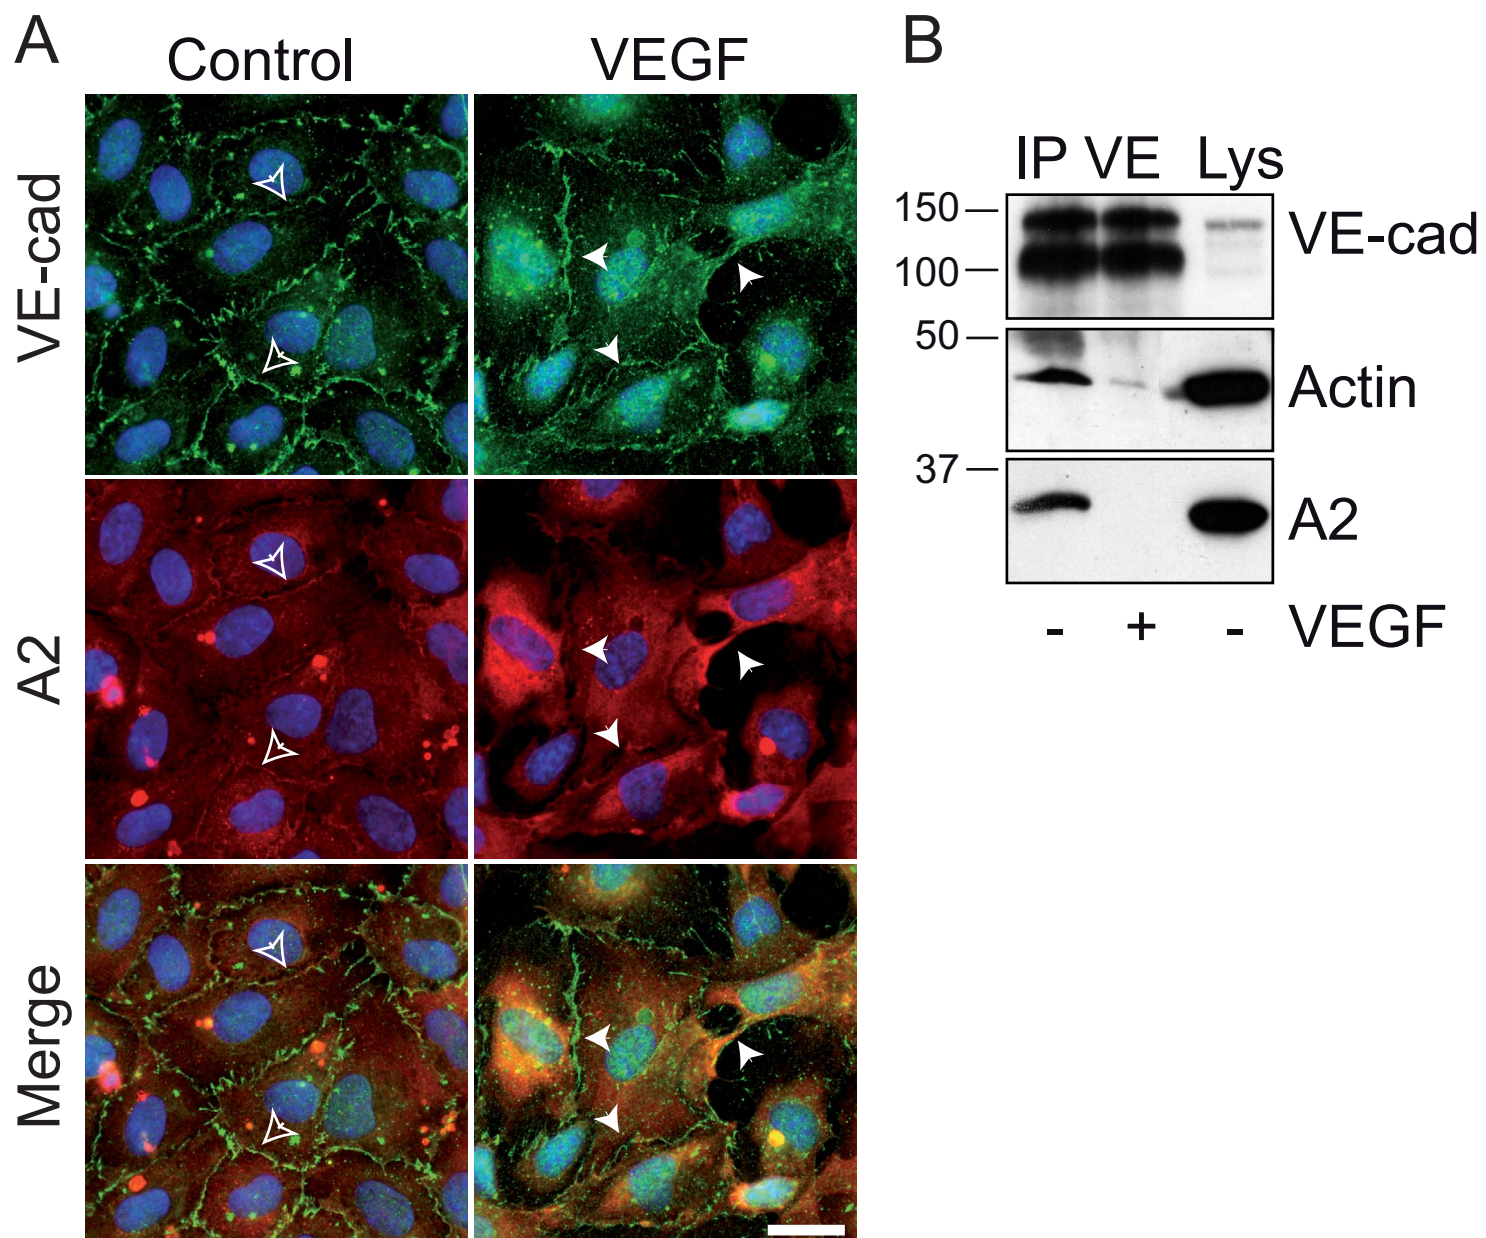 A
Control
VEGF
VE-cad
A2
Merge
B
IP VE
Lys
150
100
VE-cad
50
Actin
37
A2
- + - VEGF